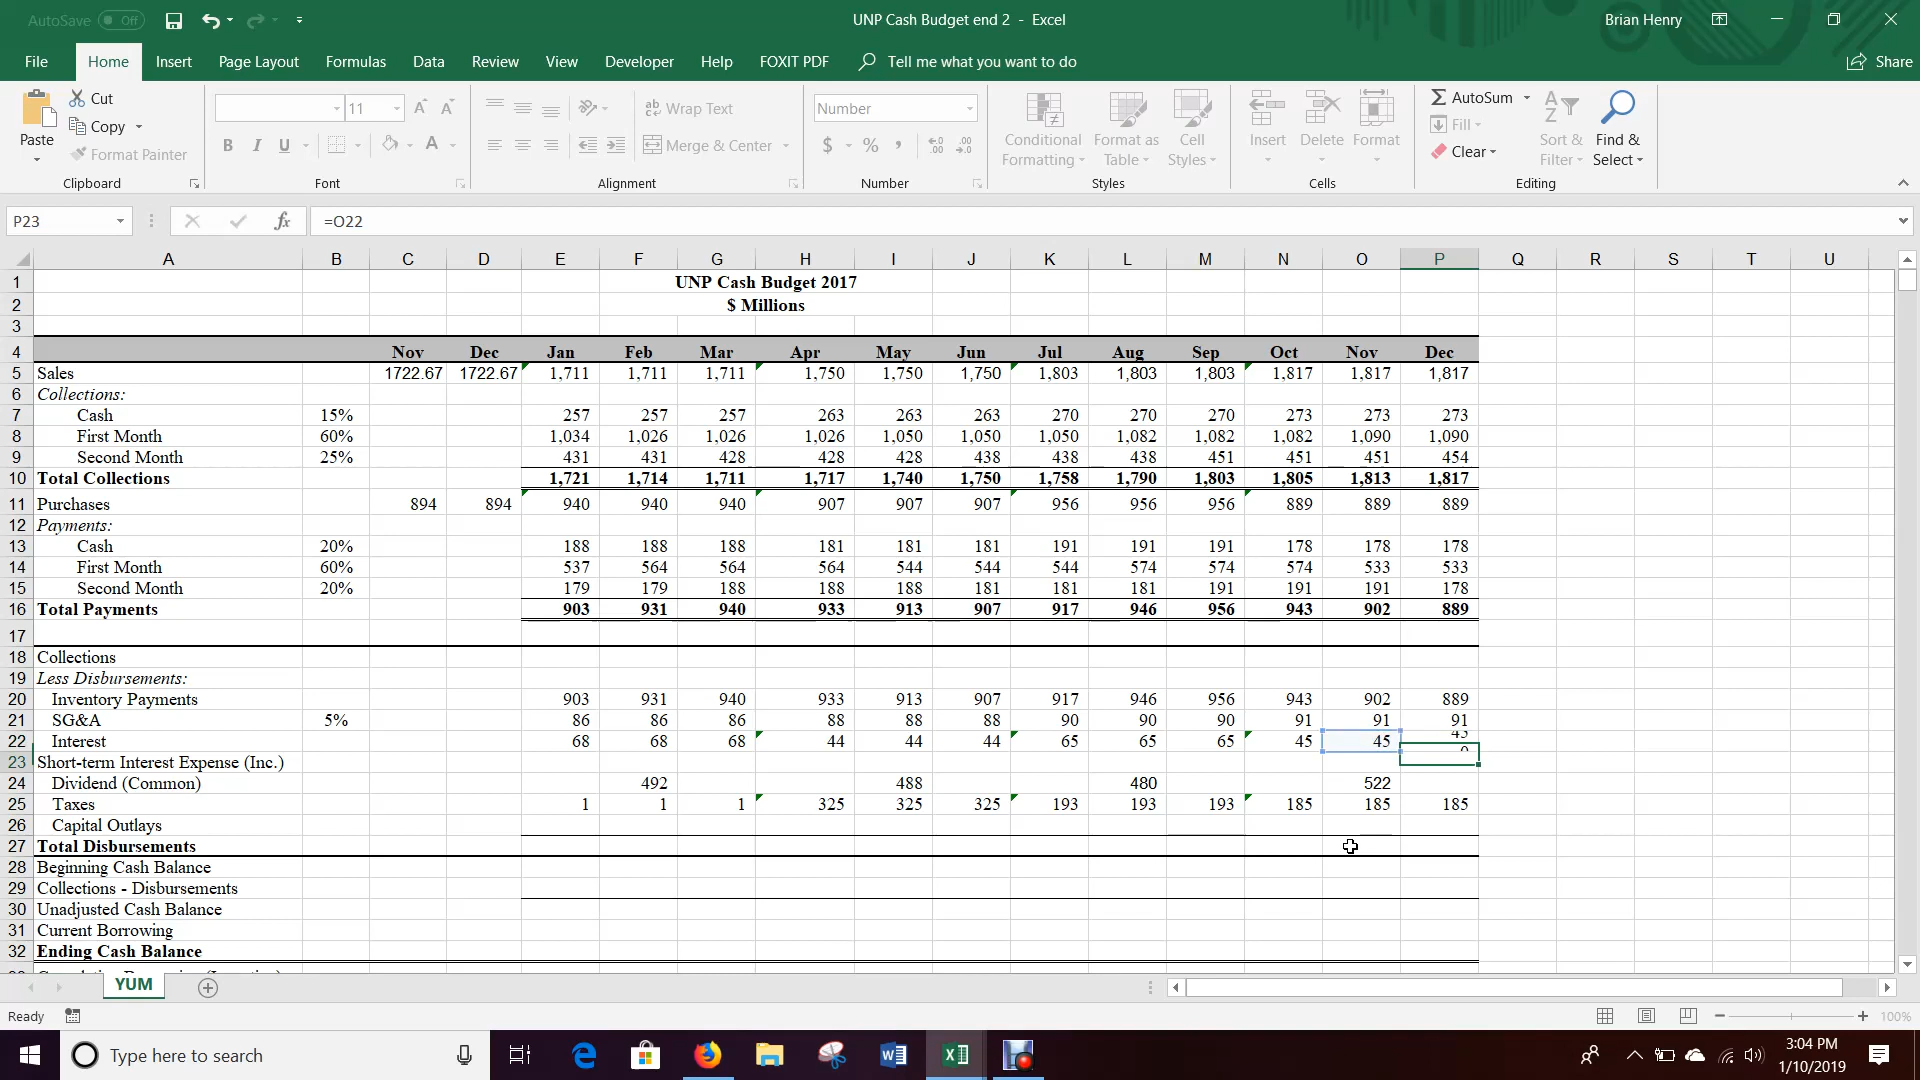 AutoSave Off
UNP Cash Budget end 2 - Excel
Brian Henry
File Home Insert Page Layout Formulas Data Review View Developer Help FOXIT PDF Tell me what you want to do Share
Paste
Cut
Copy
Format Painter
Clipboard
11
B I U
Font
Wrap Text
Merge & Center
Alignment
Number
$ % ,
Number
Conditional Formatting
Format as Table
Cell Styles
Styles
Insert Delete Format
Cells
AutoSum
Fill
Clear
Sort & Filter
Find & Select
Editing
P23 fx =O22
A B C D E F G H I J K L M N O P Q R S T U
1 UNP Cash Budget 2017
2 $ Millions
3
4 Nov Dec Jan Feb Mar Apr May Jun Jul Aug Sep Oct Nov Dec
5 Sales 1722.67 1722.67 1,711 1,711 1,711 1,750 1,750 1,750 1,803 1,803 1,803 1,817 1,817 1,817
6 Collections:
7 Cash 15% 257 257 257 263 263 263 270 270 270 273 273 273
8 First Month 60% 1,034 1,026 1,026 1,026 1,050 1,050 1,050 1,082 1,082 1,082 1,090 1,090
9 Second Month 25% 431 431 428 428 428 438 438 438 451 451 451 454
10 Total Collections 1,721 1,714 1,711 1,717 1,740 1,750 1,758 1,790 1,803 1,805 1,813 1,817
11 Purchases 894 894 940 940 940 907 907 907 956 956 956 889 889 889
12 Payments:
13 Cash 20% 188 188 188 181 181 181 191 191 191 178 178 178
14 First Month 60% 537 564 564 564 544 544 544 574 574 574 533 533
15 Second Month 20% 179 179 188 188 188 181 181 181 191 191 191 178
16 Total Payments 903 931 940 933 913 907 917 946 956 943 902 889
17
18 Collections
19 Less Disbursements:
20 Inventory Payments 903 931 940 933 913 907 917 946 956 943 902 889
21 SG&A 5% 86 86 86 88 88 88 90 90 90 91 91 91
22 Interest 68 68 68 44 44 44 65 65 65 45 45
23 Short-term Interest Expense (Inc.)
24 Dividend (Common) 492 488 480 522
25 Taxes 1 1 1 325 325 325 193 193 193 185 185 185
26 Capital Outlays
27 Total Disbursements
28 Beginning Cash Balance
29 Collections - Disbursements
30 Unadjusted Cash Balance
31 Current Borrowing
32 Ending Cash Balance
YUM
Ready
100%
Type here to search
3:04 PM
1/10/2019